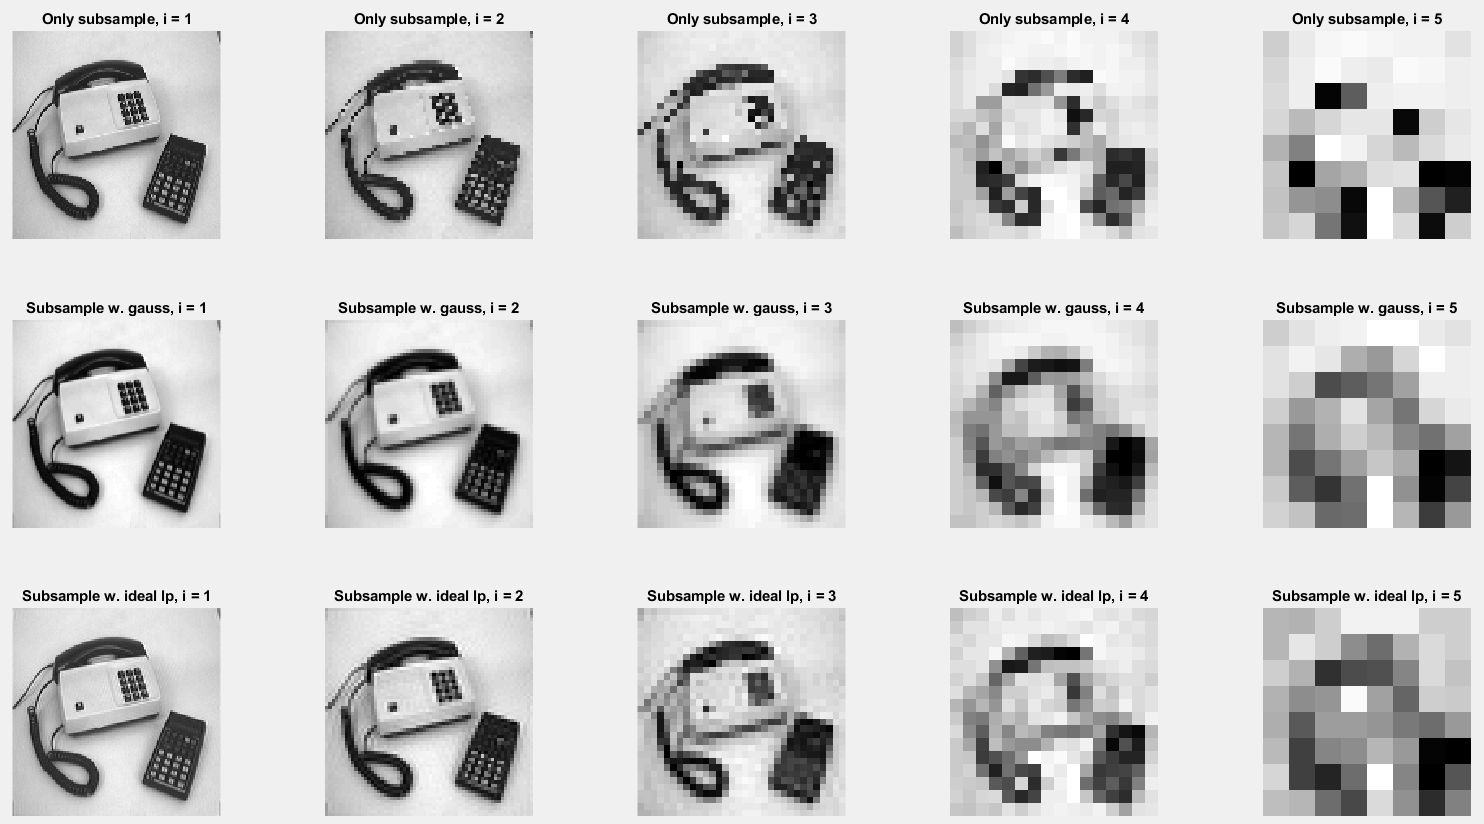 Only subsample, i = 1
Only subsample, i = 2
Only subsample, i = 3
Only subsample, i = 4
Only subsample, i = 5
Subsample w. gauss, i = 1
Subsample w. gauss, i = 2
Subsample w. gauss, i = 3
Subsample w. gauss, i = 4
Subsample w. gauss, i = 5
Subsample w. ideal lp, i = 1
Subsample w. ideal lp, i = 2
Subsample w. ideal lp, i = 3
Subsample w. ideal lp, i = 4
Subsample w. ideal lp, i = 5